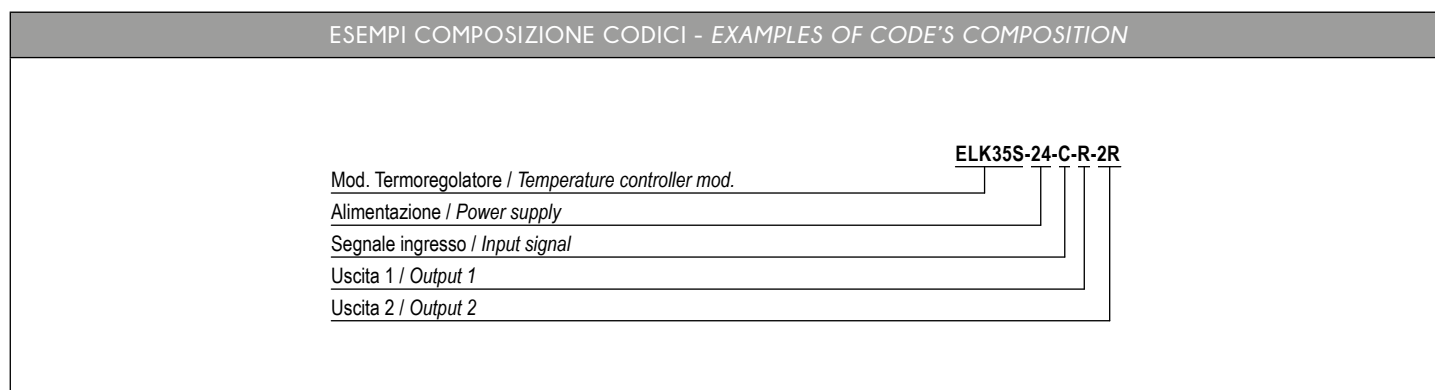 ESEMPI COMPOSIZIONE CODICI - EXAMPLES OF CODE'S COMPOSITION
ELK35S-24-C-R-2R
Mod. Termoregolatore / Temperature controller mod.
Alimentazione / Power supply
Segnale ingresso / Input signal
Uscita 1 / Output 1
Uscita 2 / Output 2